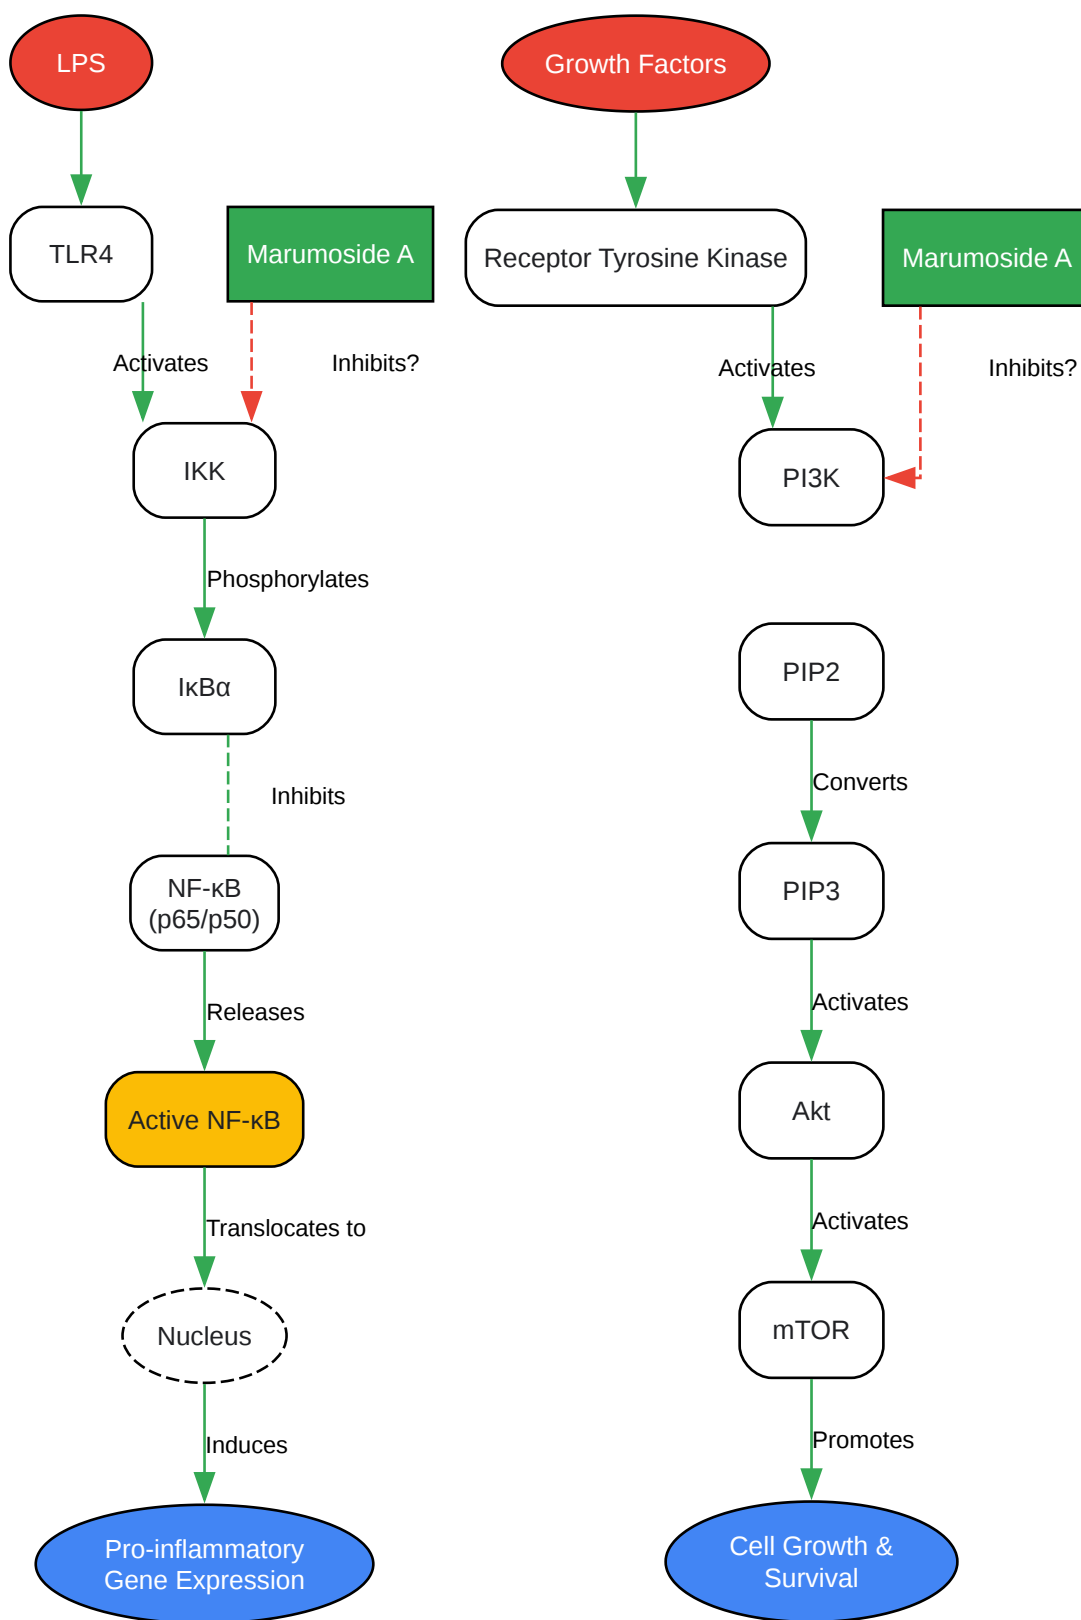 LPS
TLR4
Marumoside A
Activates
Inhibits?
IKK
Phosphorylates
IκBα
Inhibits
NF-κB
(p65/p50)
Releases
Active NF-κB
Translocates to
Nucleus
Induces
Pro-inflammatory
Gene Expression
Growth Factors
Receptor Tyrosine Kinase
Marumoside A
Activates
Inhibits?
PI3K
PIP2
Converts
PIP3
Activates
Akt
Activates
mTOR
Promotes
Cell Growth &
Survival